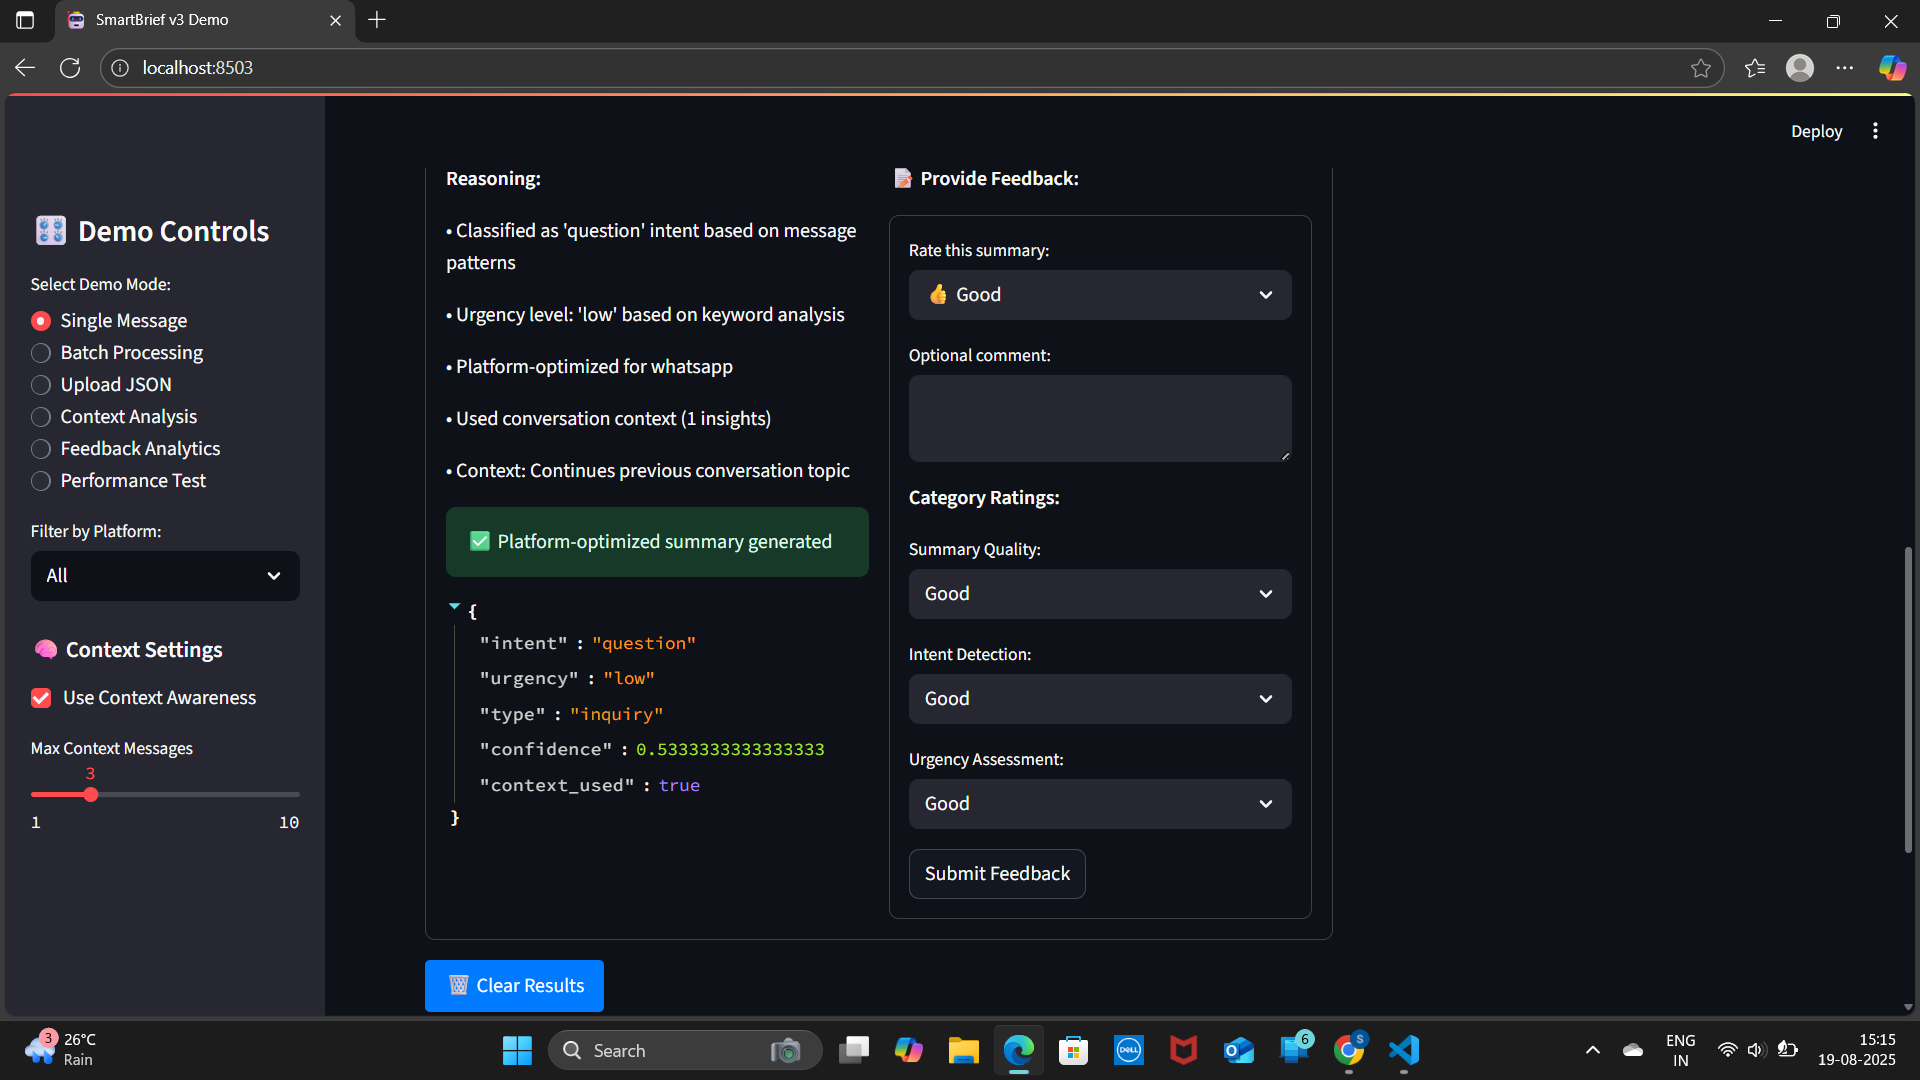 SmartBrief v3 Demo
localhost:8503
Deploy
Demo Controls
Select Demo Mode:
Single Message
Batch Processing
Upload JSON
Context Analysis
Feedback Analytics
Performance Test
Filter by Platform:
All
Context Settings
Use Context Awareness
Max Context Messages
3
1
10
Reasoning:
• Classified as 'question' intent based on message
patterns
• Urgency level: 'low' based on keyword analysis
• Platform-optimized for whatsapp
• Used conversation context (1 insights)
• Context: Continues previous conversation topic
Platform-optimized summary generated
{
"intent" : "question"
"urgency" : "low"
"type" : "inquiry"
"confidence" : 0.5333333333333333
"context_used" : true
}
Provide Feedback:
Rate this summary:
Good
Optional comment:
Category Ratings:
Summary Quality:
Good
Intent Detection:
Good
Urgency Assessment:
Good
Submit Feedback
Clear Results
3
26°C
Rain
Search
DELL
6
S
ENG
IN
15:15
19-08-2025